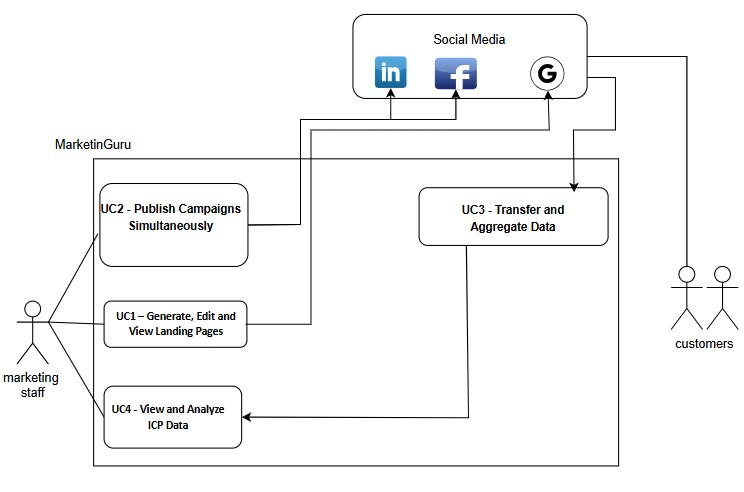 Social Media
in
f
G
MarketinGuru
UC2 - Publish Campaigns
Simultaneously
UC3 - Transfer and
Aggregate Data
UC1 – Generate, Edit and
View Landing Pages
customers
marketing
staff
UC4 - View and Analyze
ICP Data